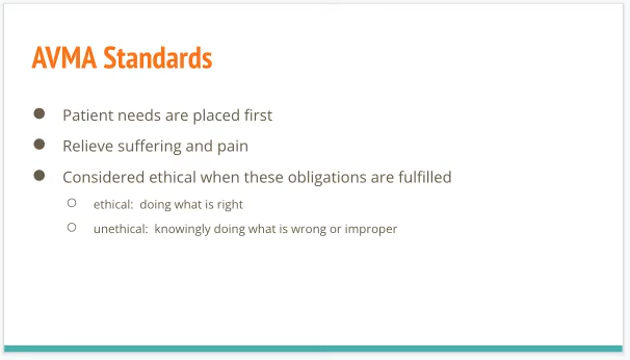 AVMA Standards
● Patient needs are placed first
● Relieve suffering and pain
● Considered ethical when these obligations are fulfilled
○ ethical:  doing what is right
○ unethical:  knowingly doing what is wrong or improper